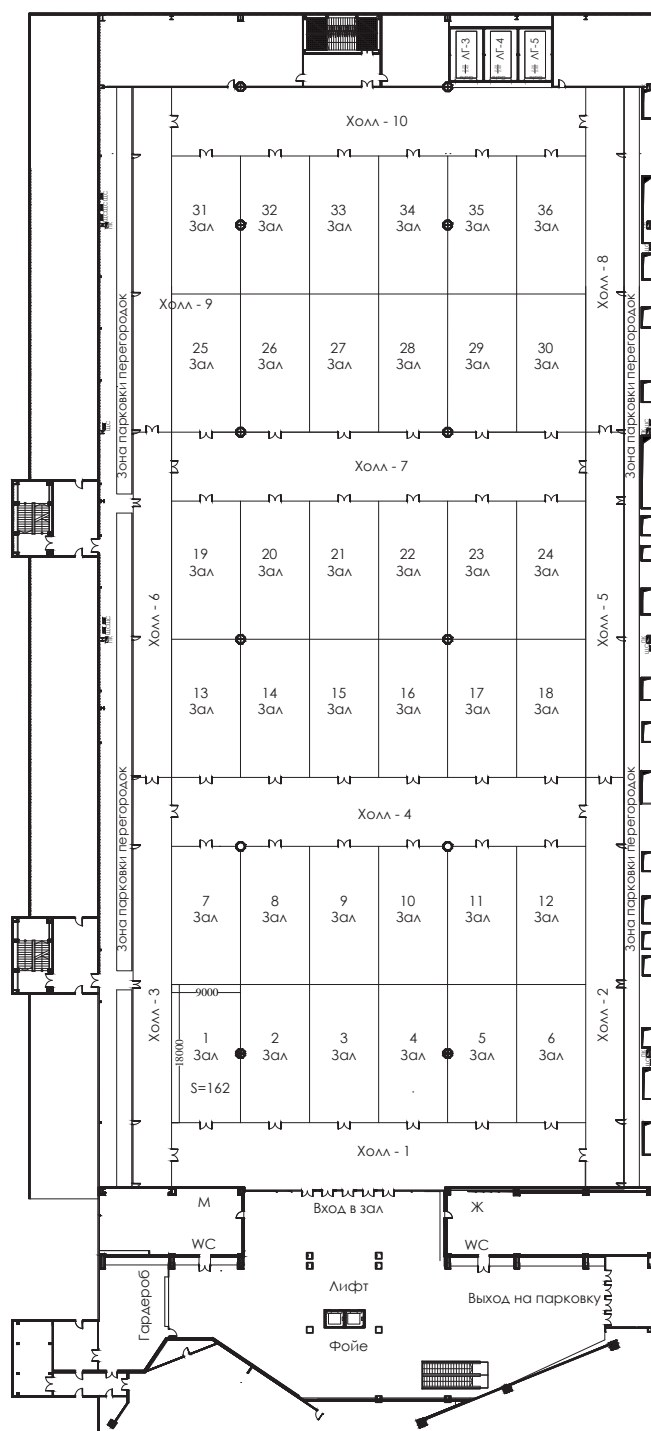 ЛГ-3
ЛГ-4
ЛГ-5
Холл - 10
31
Зал
32
Зал
33
Зал
34
Зал
35
Зал
36
Зал
Холл - 8
Холл - 9
Зона парковки перегородок
Зона парковки перегородок
25
Зал
26
Зал
27
Зал
28
Зал
29
Зал
30
Зал
Холл - 7
19
Зал
20
Зал
21
Зал
22
Зал
23
Зал
24
Зал
Холл - 6
Холл - 5
13
Зал
14
Зал
15
Зал
16
Зал
17
Зал
18
Зал
Холл - 4
Зона парковки перегородок
Зона парковки перегородок
7
Зал
8
Зал
9
Зал
10
Зал
11
Зал
12
Зал
Холл - 3
Холл - 2
9000
18000
1
Зал
S=162
2
Зал
3
Зал
4
Зал
5
Зал
6
Зал
Холл - 1
М
WC
Вход в зал
Ж
WC
Гардероб
Лифт
Выход на парковку
Фойе